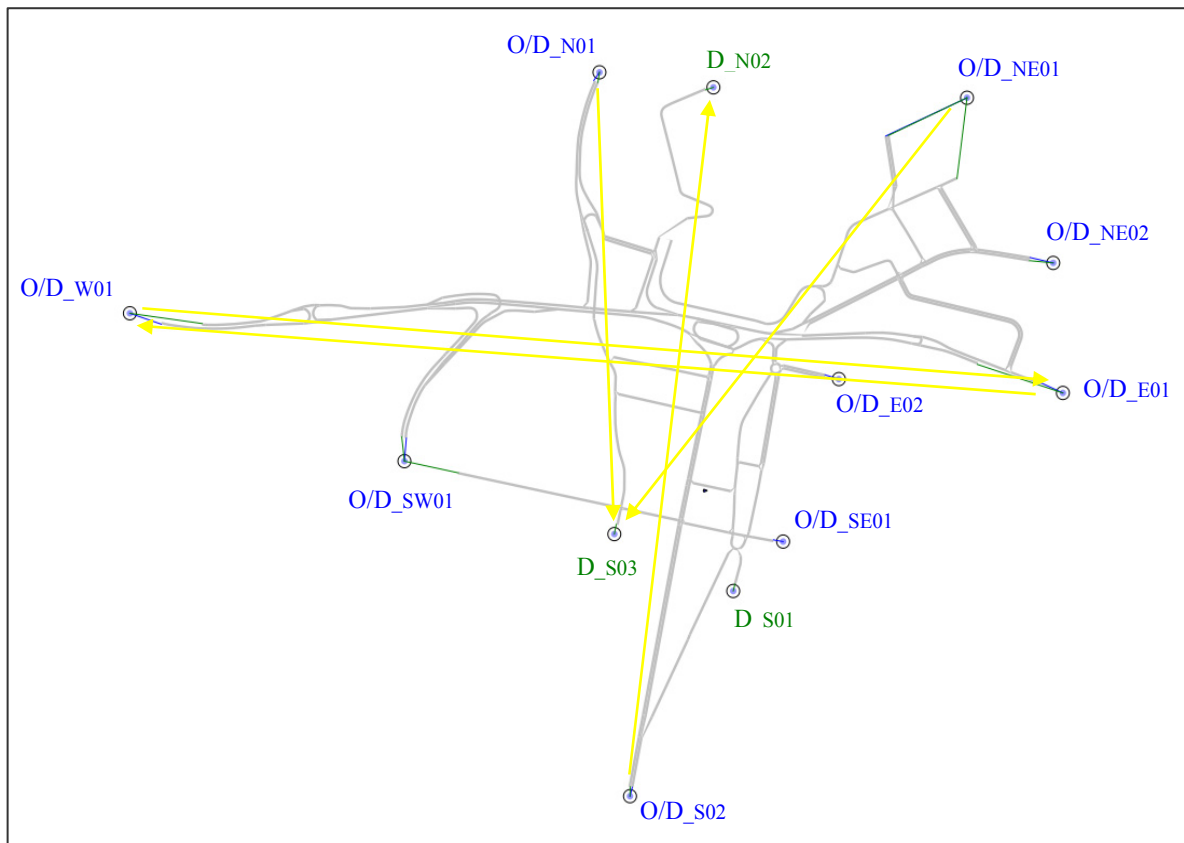 O/D_N01
D_N02
O/D_NE01
O/D_NE02
O/D_W01
O/D_E02
O/D_E01
O/D_SW01
O/D_SE01
D_S03
D_S01
O/D_S02